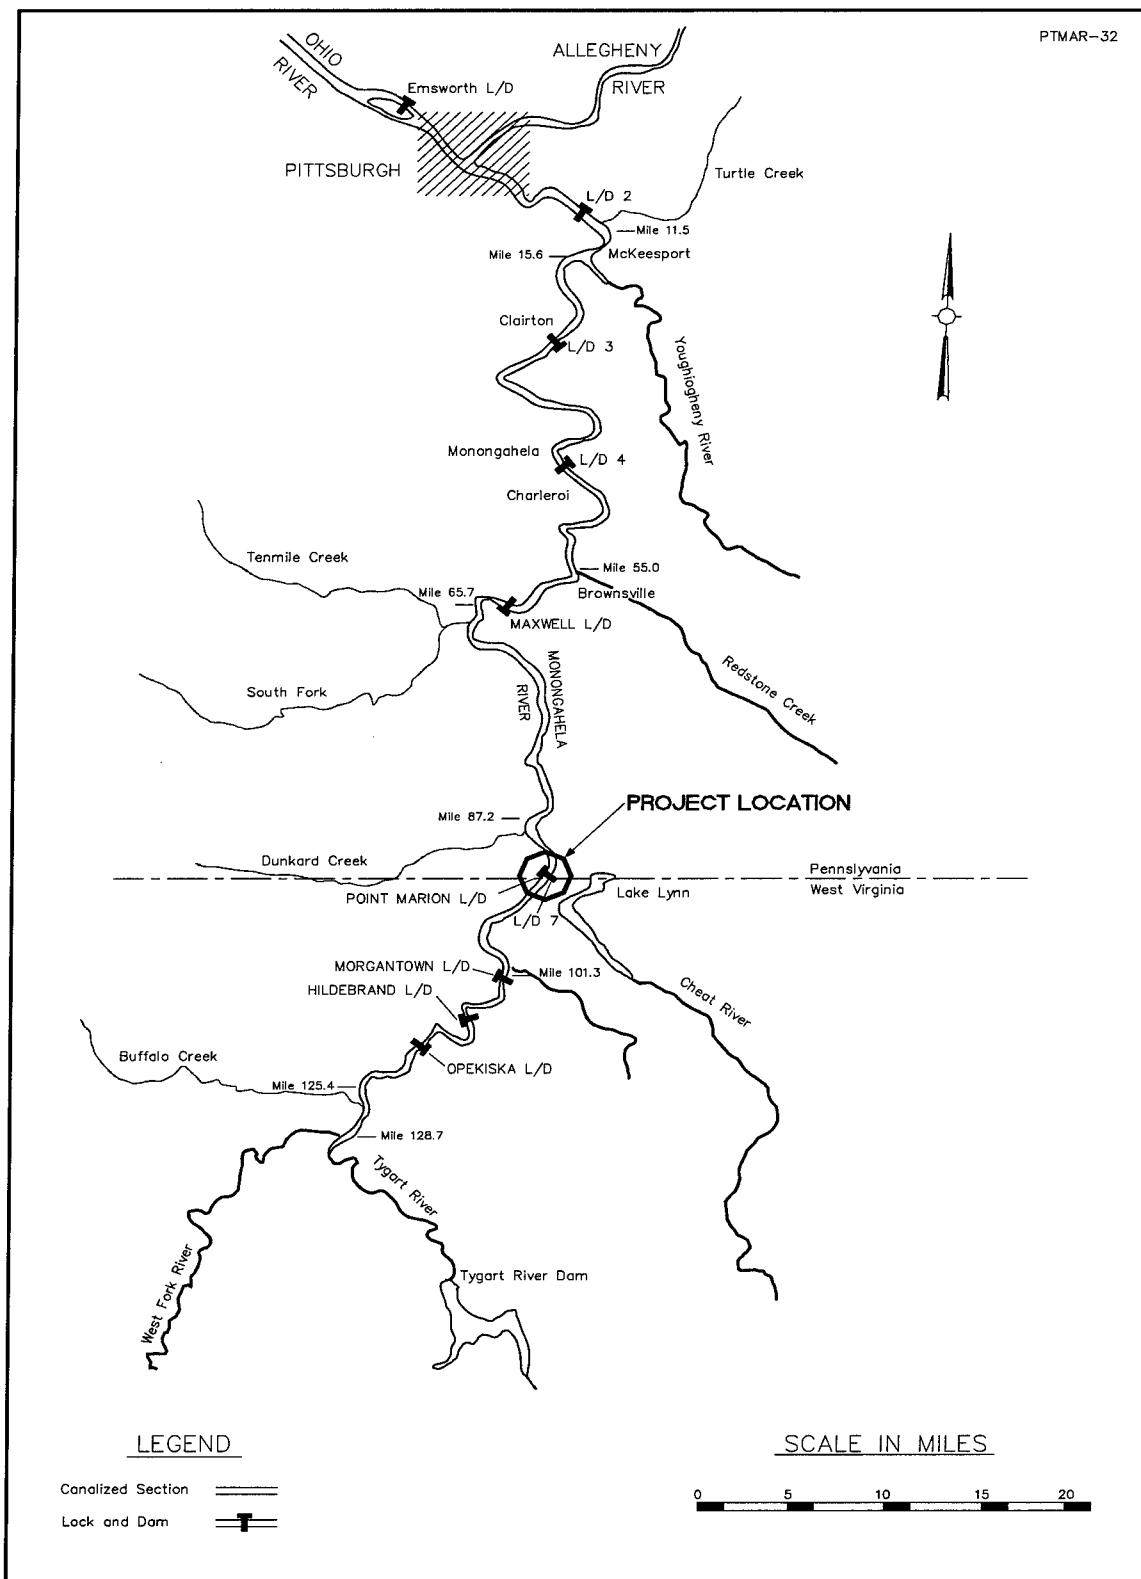 PTMAR-32
OHIO
RIVER
ALLEGHENY
RIVER
Emsworth L/D
PITTSBURGH
Turtle Creek
L/D 2
Mile 11.5
Mile 15.6
McKeesport
Clairton
L/D 3
Youghiogheny River
Monongahela
L/D 4
Charleroi
Tenmile Creek
Mile 55.0
Mile 65.7
Brownsville
MAXWELL L/D
MONONGAHELA
RIVER
South Fork
Redstone Creek
PROJECT LOCATION
Mile 87.2
Dunkard Creek
Pennslyvania
West Virginia
POINT MARION L/D
Lake Lynn
L/D 7
MORGANTOWN L/D
Mile 101.3
HILDEBRAND L/D
Cheat River
Buffalo Creek
OPEKISKA L/D
Mile 125.4
Mile 128.7
Tygart River
West Fork River
Tygart River Dam
LEGEND
Canalized Section
Lock and Dam
SCALE IN MILES
0 5 10 15 20